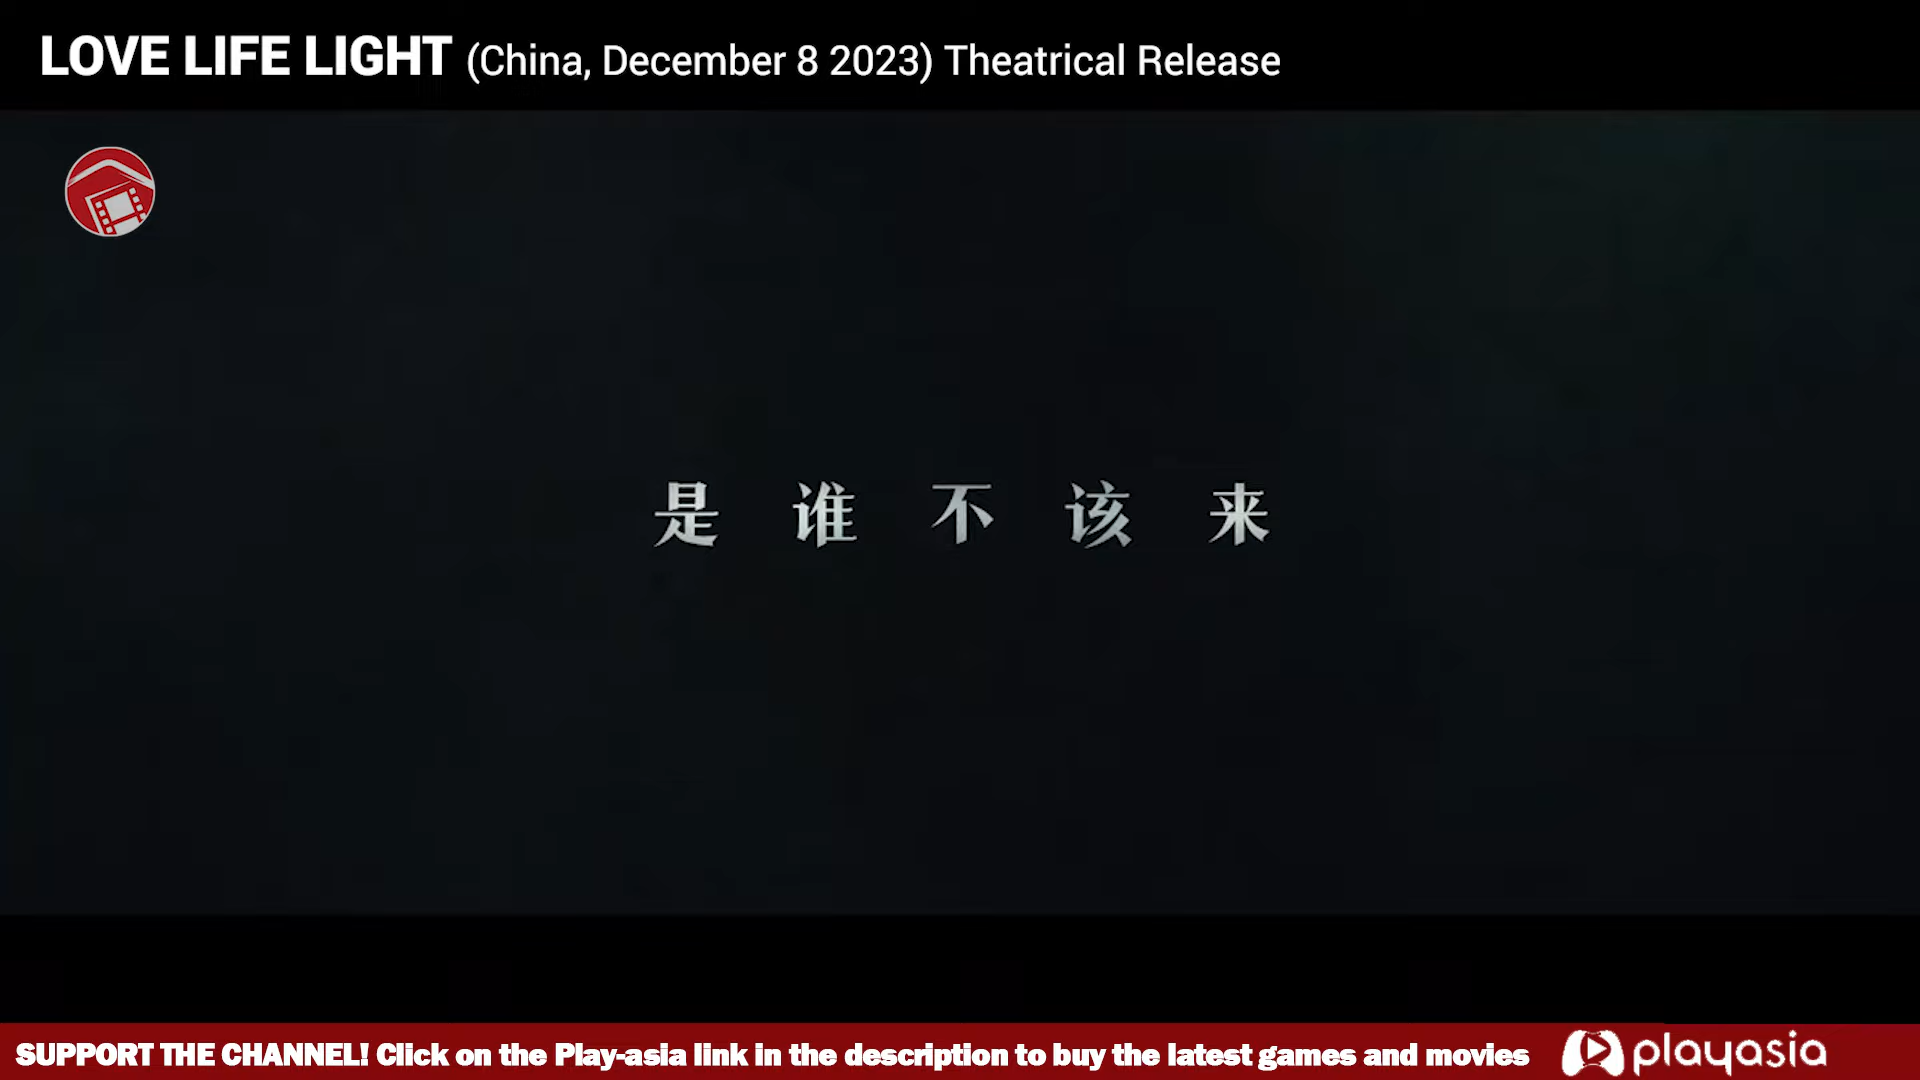 LOVE LIFE LIGHT (China, December 8 2023) Theatrical Release
是谁不该来
SUPPORT THE CHANNEL! Click on the Play-asia link in the description to buy the latest games and movies playasia